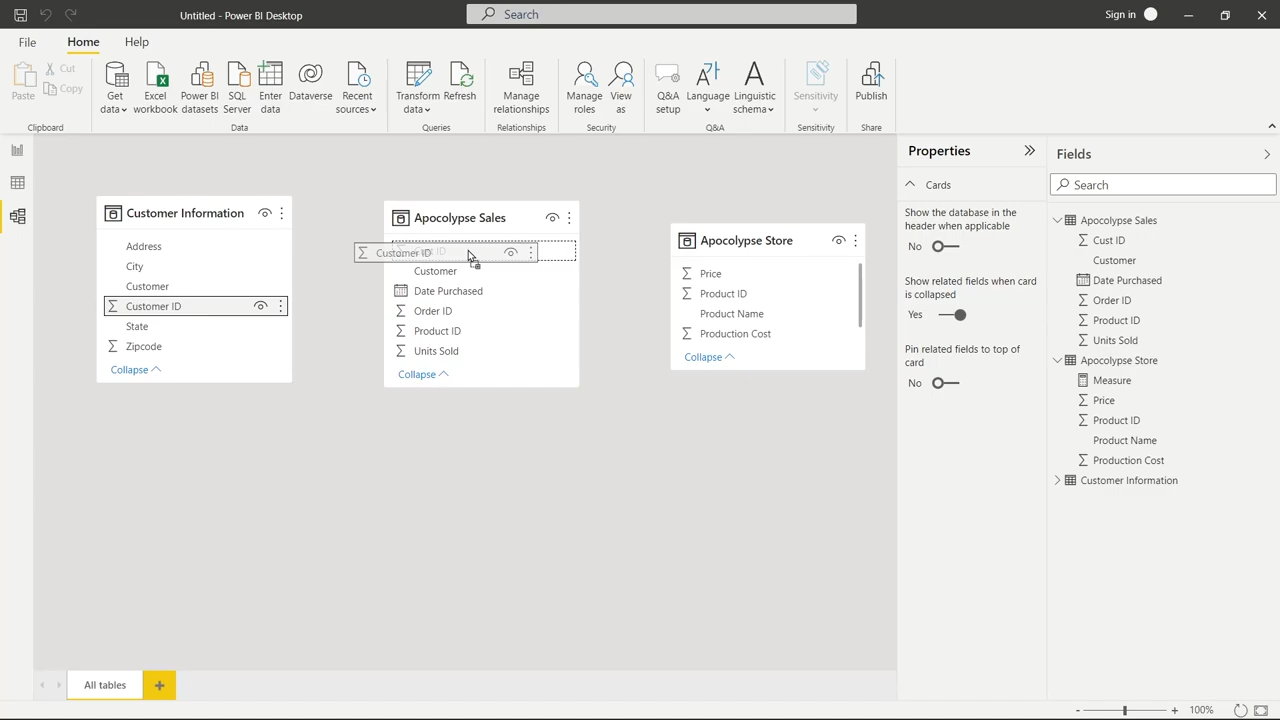 Untitled - Power BI Desktop
Search
Sign in
File
Home
Help
Paste
Cut
Copy
Clipboard
Get data
Excel workbook
Power BI datasets
SQL Server
Enter data
Dataverse
Recent sources
Data
Transform data
Refresh
Queries
Manage relationships
Relationships
Manage roles
View as
Security
Q&A setup
Language
Linguistic schema
Q&A
Sensitivity
Sensitivity
Publish
Share
Customer Information
Address
City
Customer
Customer ID
State
Zipcode
Collapse
Apocolypse Sales
Customer ID
Customer
Date Purchased
Order ID
Product ID
Units Sold
Collapse
Apocolypse Store
Price
Product ID
Product Name
Production Cost
Collapse
Properties
Cards
Show the database in the
header when applicable
No
Show related fields when card
is collapsed
Yes
Pin related fields to top of
card
No
Fields
Search
Apocolypse Sales
Cust ID
Customer
Date Purchased
Order ID
Product ID
Units Sold
Apocolypse Store
Measure
Price
Product ID
Product Name
Production Cost
Customer Information
All tables
100%